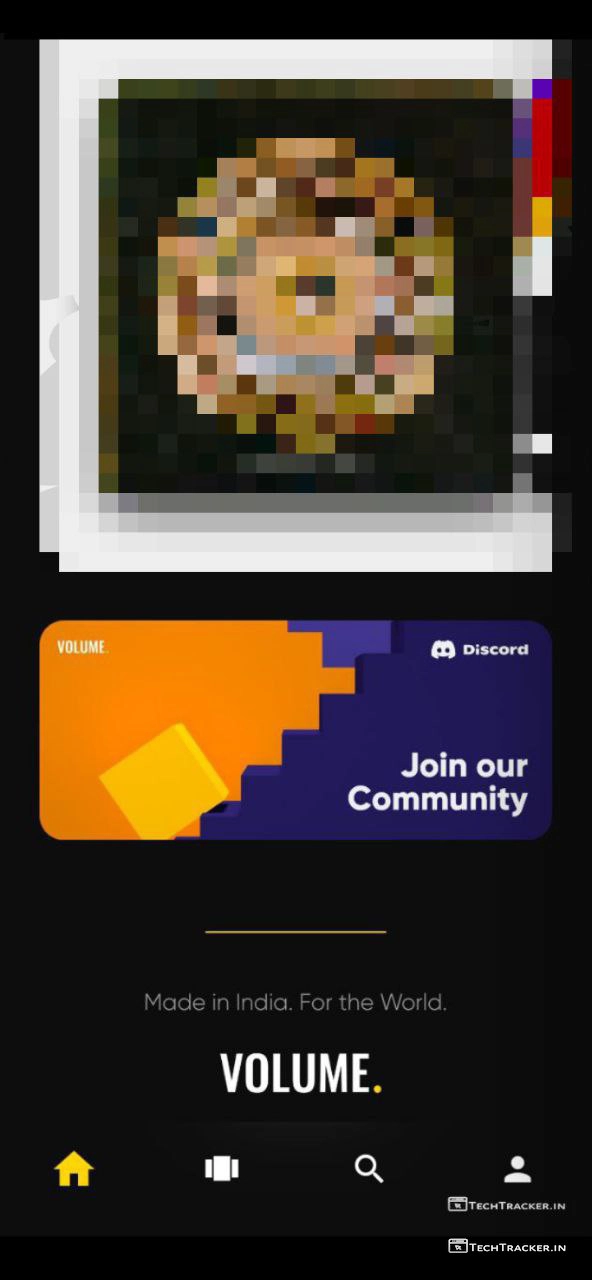 VOLUME.
Discord
Join our
Community
Made in India. For the World.
VOLUME.
TECHTRACKER.IN
TECHTRACKER.IN